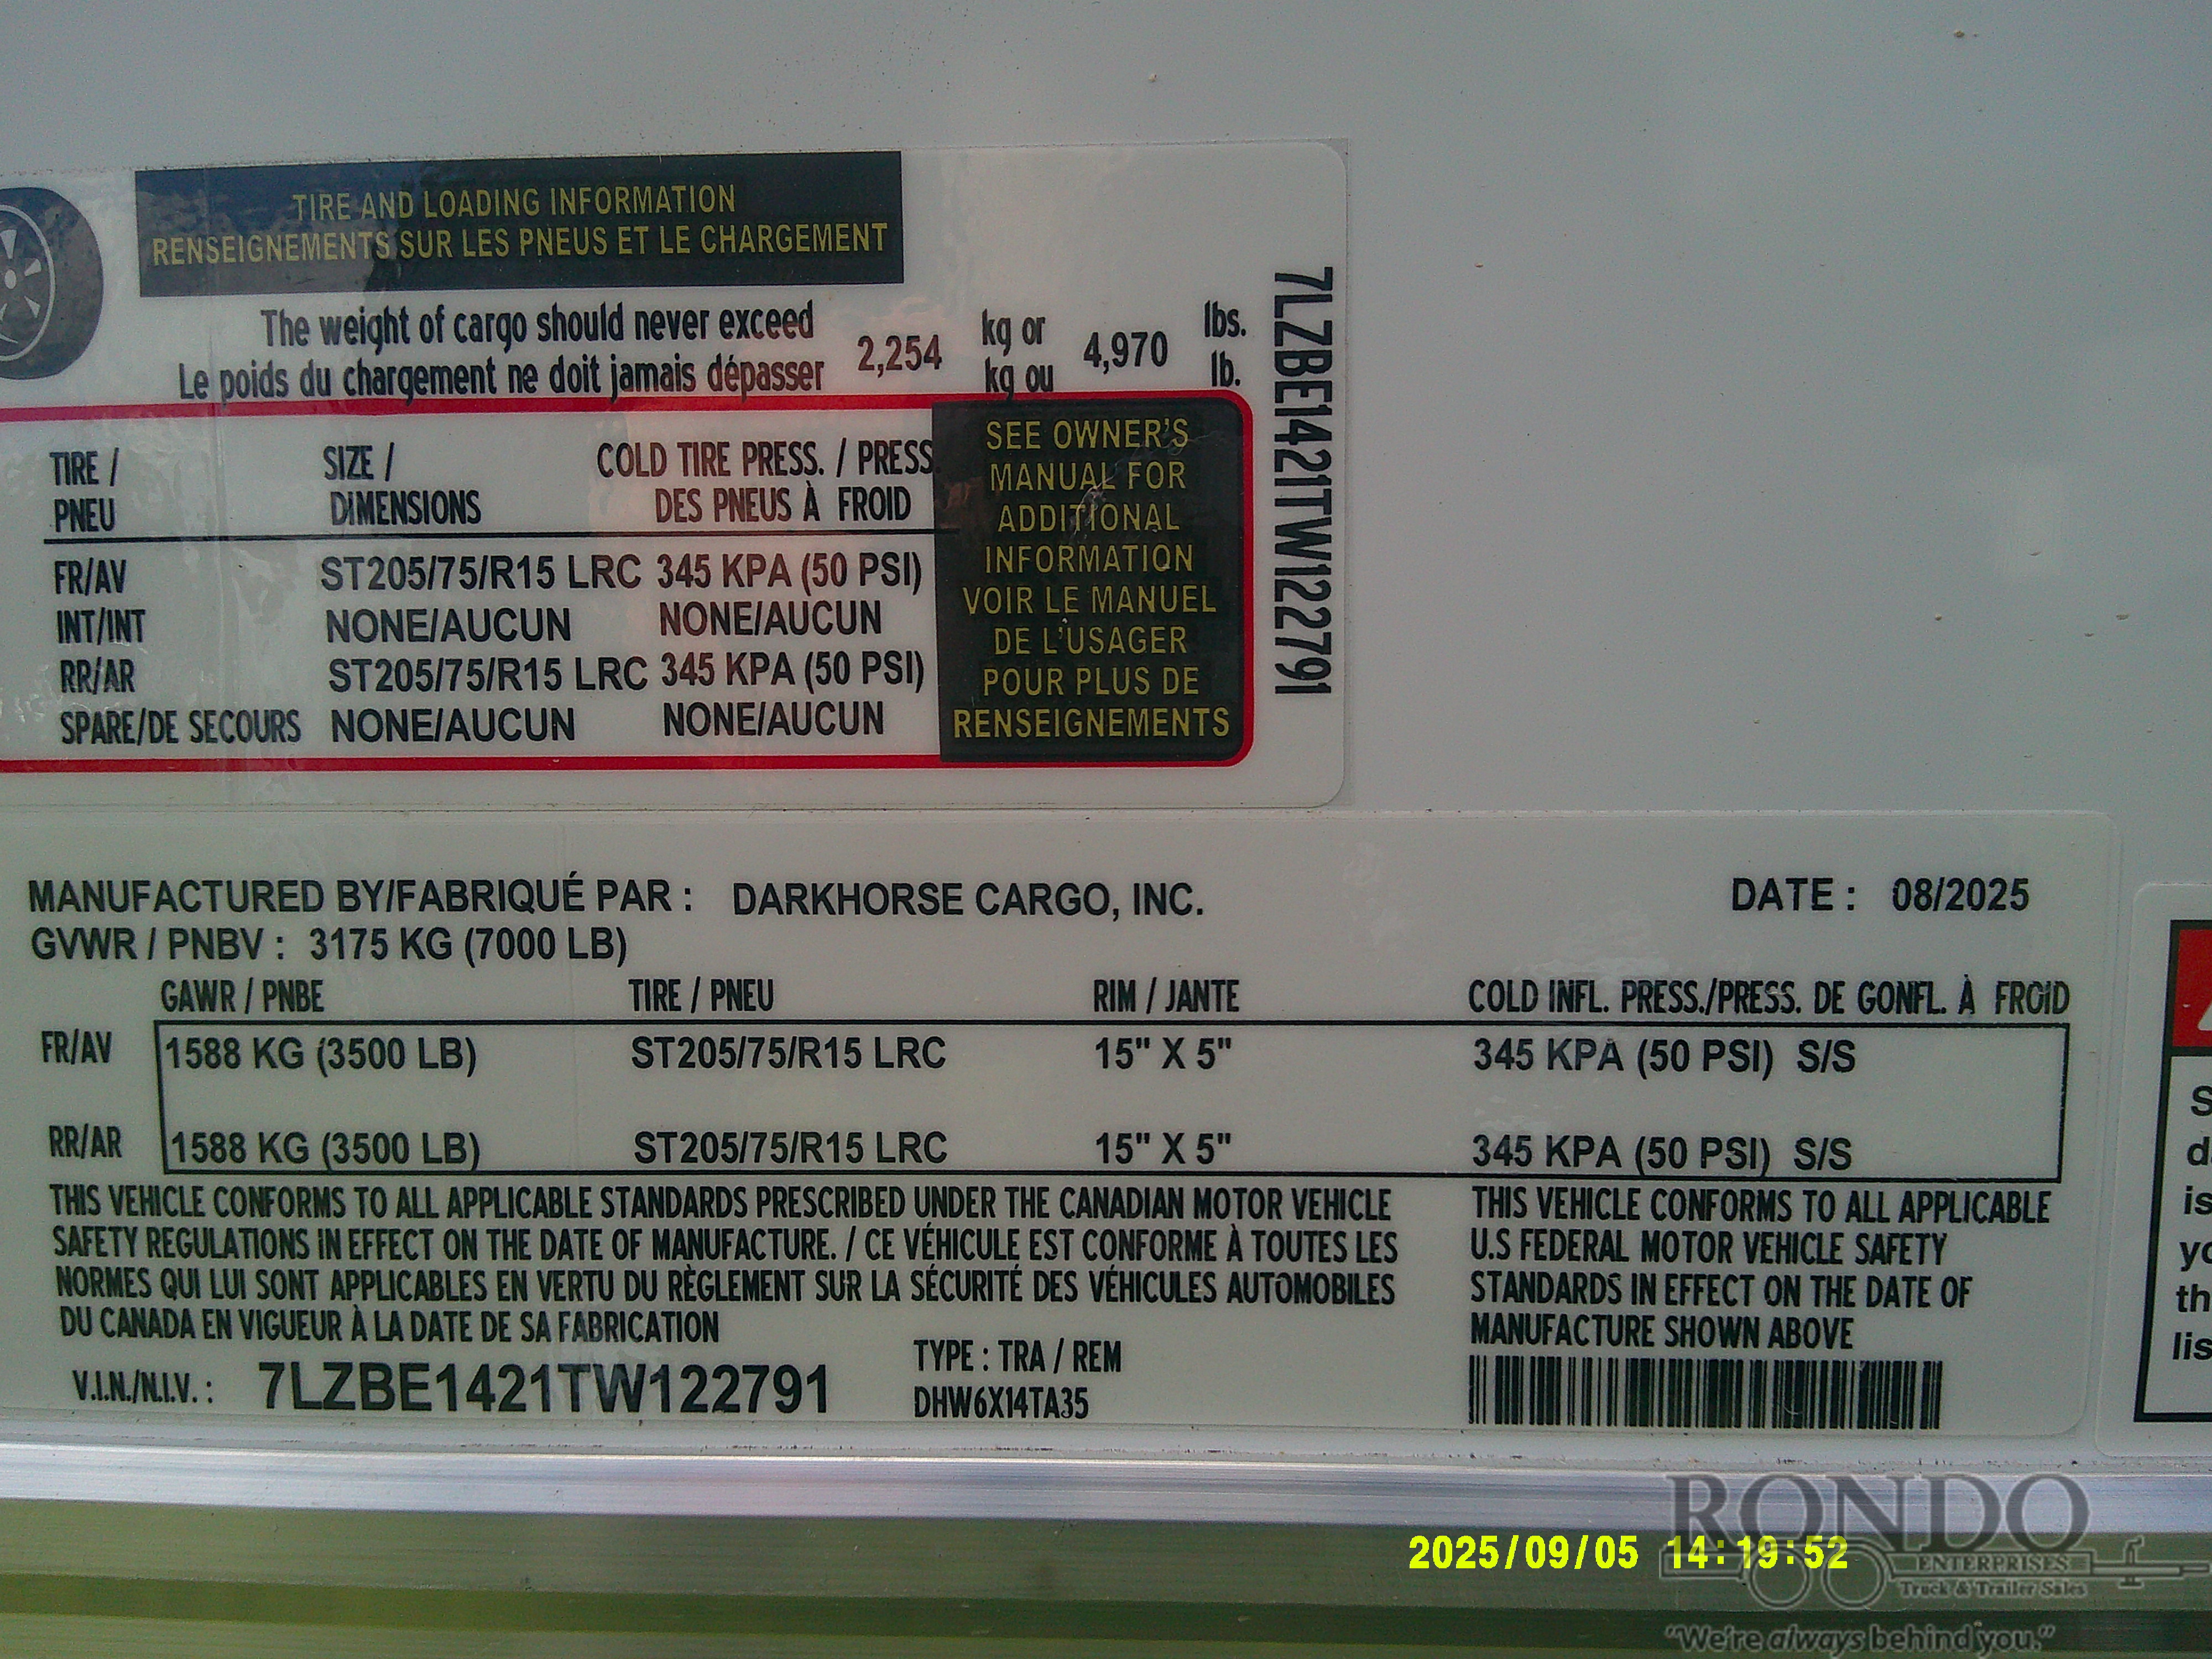 TIRE AND LOADING INFORMATION
RENSEIGNEMENTS SUR LES PNEUS ET LE CHARGEMENT
The weight of cargo should never exceed
Le poids du chargement ne doit jamais dépasser
2,254
kg or
kg ou
4,970
lbs.
lb.
7LZBE1421TW122791
TIRE /
PNEU
SIZE /
DIMENSIONS
COLD TIRE PRESS. / PRESS.
DES PNEUS À FROID
FR/AV ST205/75/R15 LRC 345 KPA (50 PSI)
INT/INT NONE/AUCUN NONE/AUCUN
RR/AR ST205/75/R15 LRC 345 KPA (50 PSI)
SPARE/DE SECOURS NONE/AUCUN NONE/AUCUN
SEE OWNER'S
MANUAL FOR
ADDITIONAL
INFORMATION
VOIR LE MANUEL
DE L'USAGER
POUR PLUS DE
RENSEIGNEMENTS
MANUFACTURED BY/FABRIQUÉ PAR : DARKHORSE CARGO, INC. DATE : 08/2025
GVWR / PNBV : 3175 KG (7000 LB)
GAWR / PNBE TIRE / PNEU RIM / JANTE COLD INFL. PRESS./PRESS. DE GONFL. À FROID
FR/AV 1588 KG (3500 LB) ST205/75/R15 LRC 15" X 5" 345 KPA (50 PSI) S/S
RR/AR 1588 KG (3500 LB) ST205/75/R15 LRC 15" X 5" 345 KPA (50 PSI) S/S
THIS VEHICLE CONFORMS TO ALL APPLICABLE STANDARDS PRESCRIBED UNDER THE CANADIAN MOTOR VEHICLE
SAFETY REGULATIONS IN EFFECT ON THE DATE OF MANUFACTURE. / CE VÉHICULE EST CONFORME À TOUTES LES
NORMES QUI LUI SONT APPLICABLES EN VERTU DU RÈGLEMENT SUR LA SÉCURITÉ DES VÉHICULES AUTOMOBILES
DU CANADA EN VIGUEUR À LA DATE DE SA FABRICATION
THIS VEHICLE CONFORMS TO ALL APPLICABLE
U.S FEDERAL MOTOR VEHICLE SAFETY
STANDARDS IN EFFECT ON THE DATE OF
MANUFACTURE SHOWN ABOVE
V.I.N./N.I.V. : 7LZBE1421TW122791
TYPE : TRA / REM
DHW6X14TA35
2025/09/05 14:19:52
RONDO
ENTERPRISES
Truck & Trailer Sales
"We're always behind you."